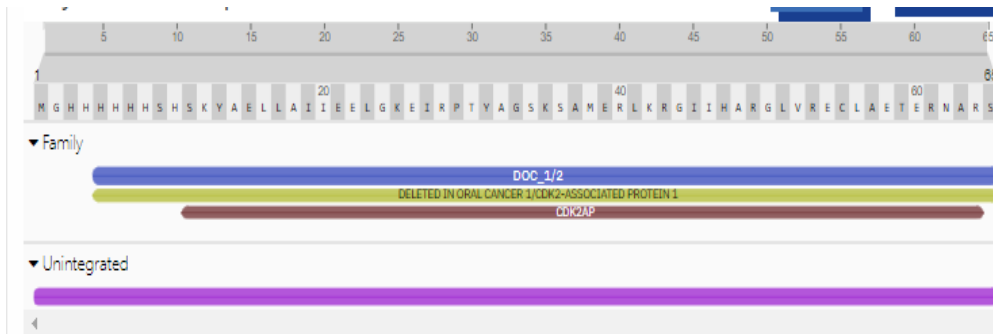 5 10 15 20 25 30 35 40 45 50 55 60 65
1
20 40 60
M G H H H H H H S H S K Y A E L L A I I E E L G K E I R P T Y A G S K S A M E R L K R G I I H A R G L V R E C L A E T E R N A R S
Family
DOC_1/2
DELETED IN ORAL CANCER 1/CDK2-ASSOCIATED PROTEIN 1
CDK2AP
Unintegrated